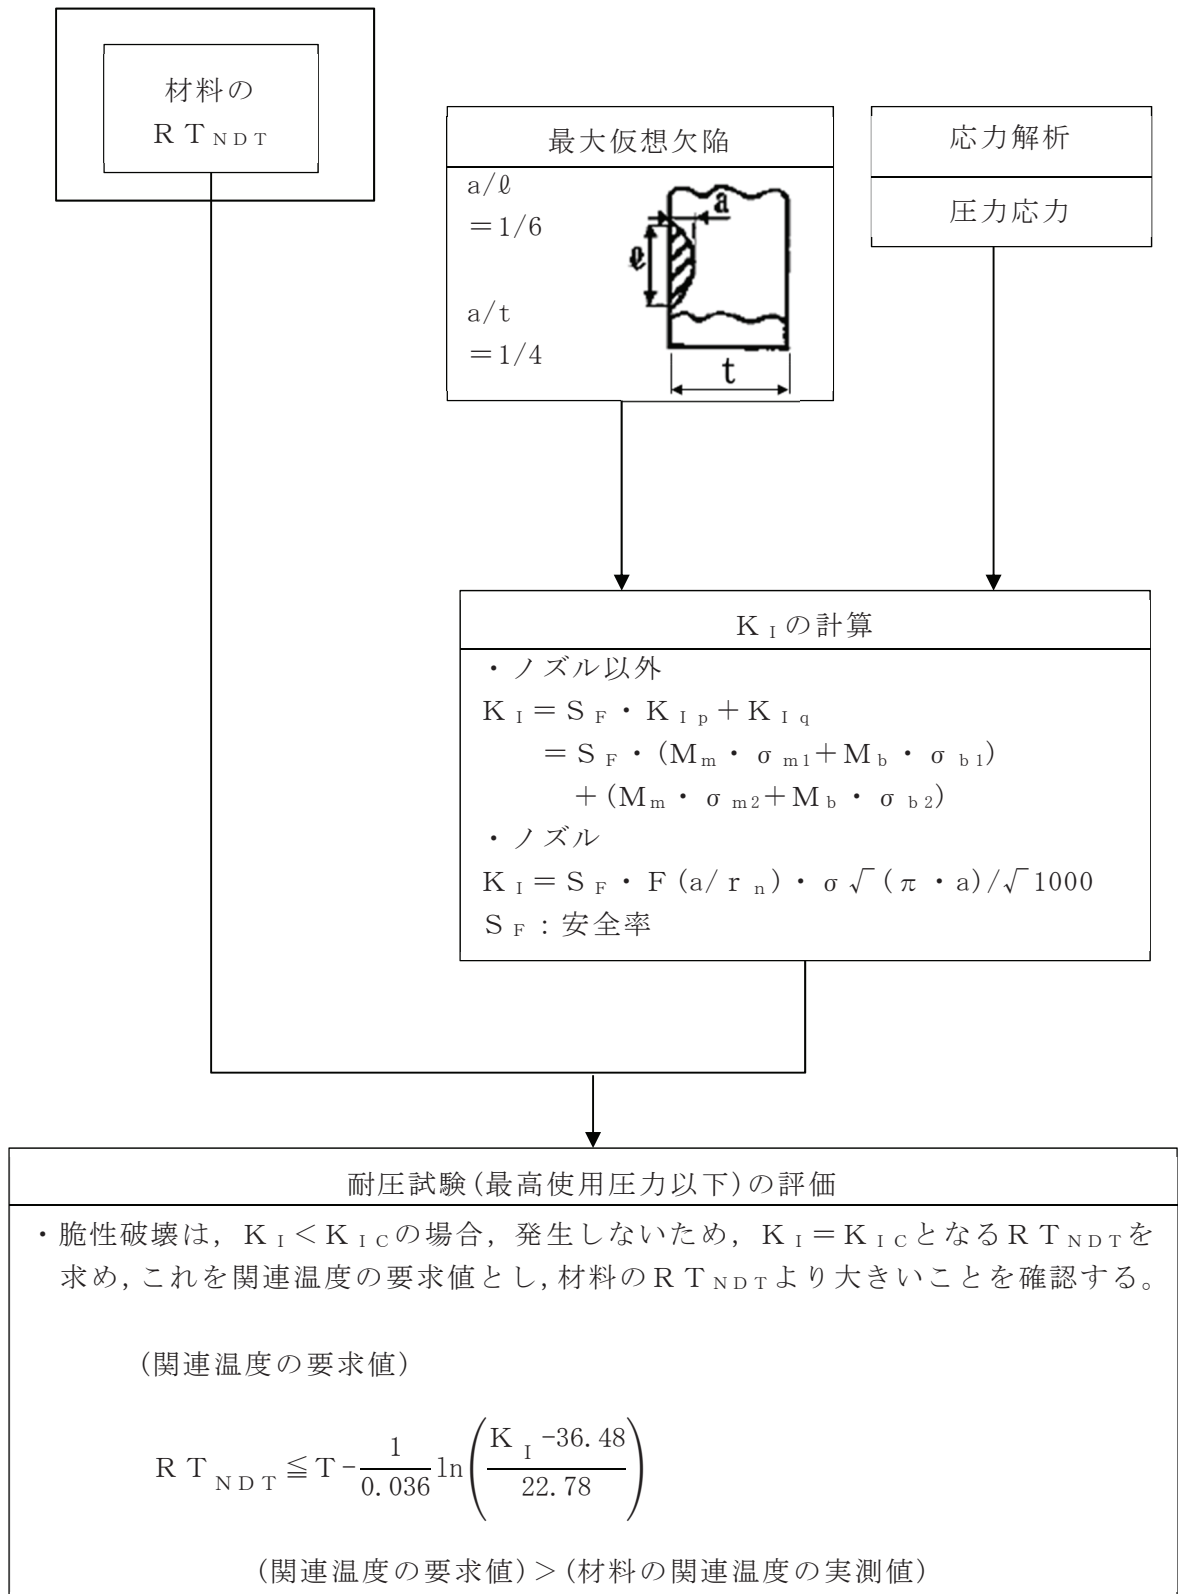 材料の
ＲＴNDT
最大仮想欠陥
a/ℓ
＝1/6
a/t
＝1/4
a
ℓ
t
応力解析
圧力応力
ＫIの計算
・ノズル以外
ＫI＝ＳF・ＫIp＋ＫIq
＝ＳF・(Ｍm・σm1＋Ｍb・σb1)
＋(Ｍm・σm2＋Ｍb・σb2)
・ノズル
ＫI＝ＳF・Ｆ(a/ｒn)・σ√(π・a)/√1000
ＳF：安全率
耐圧試験(最高使用圧力以下)の評価
・脆性破壊は，ＫI＜ＫICの場合，発生しないため，ＫI＝ＫICとなるＲＴNDTを
求め，これを関連温度の要求値とし，材料のＲＴNDTより大きいことを確認する。
(関連温度の要求値)
ＲＴNDT≦Ｔ-1/0.036 ln(ＫI-36.48/22.78)
(関連温度の要求値)＞(材料の関連温度の実測値)